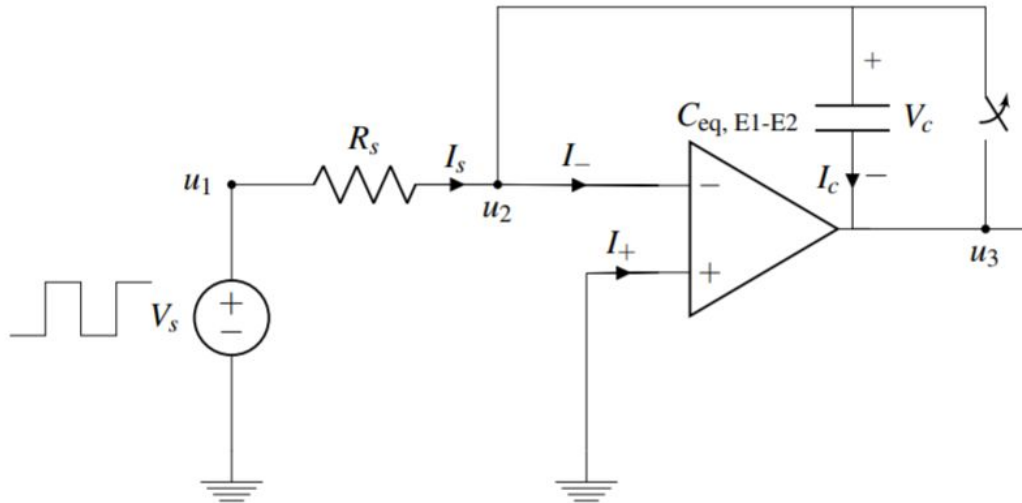 +
C_eq, E1-E2
V_c
R_s
I_s
I_−
I_c
−
u_1
u_2
−
I_+
+
u_3
V_s
+
−